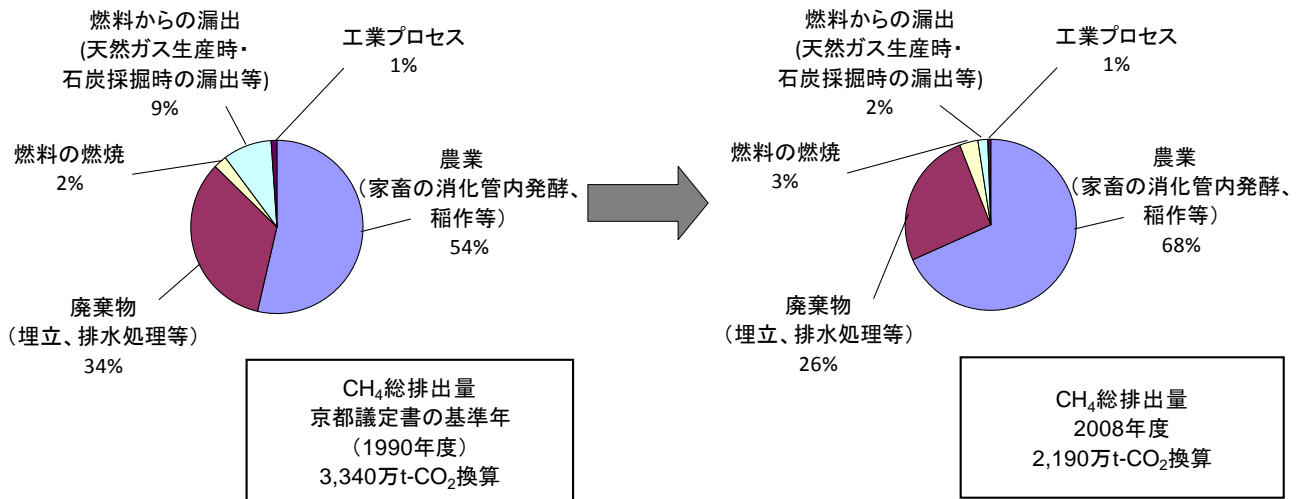 燃料からの漏出
(天然ガス生産時・
石炭採掘時の漏出等)
9%
工業プロセス
1%
燃料の燃焼
2%
農業
（家畜の消化管内発酵、
稲作等）
54%
廃棄物
（埋立、排水処理等）
34%
CH₄総排出量
京都議定書の基準年
（1990年度）
3,340万t-CO₂換算
燃料からの漏出
(天然ガス生産時・
石炭採掘時の漏出等)
2%
工業プロセス
1%
燃料の燃焼
3%
農業
（家畜の消化管内発酵、
稲作等）
68%
廃棄物
（埋立、排水処理等）
26%
CH₄総排出量
2008年度
2,190万t-CO₂換算